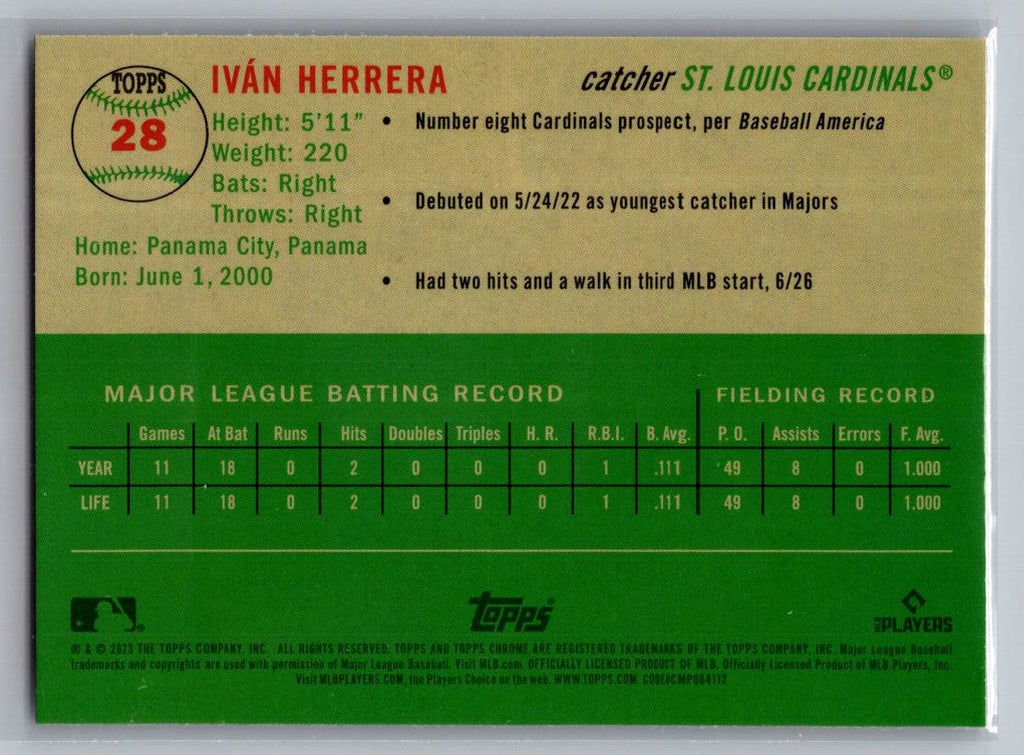 TOPPS
28
IVÁN HERRERA
catcher ST. LOUIS CARDINALS®
Height: 5'11"
Weight: 220
Bats: Right
Throws: Right
Home: Panama City, Panama
Born: June 1, 2000
• Number eight Cardinals prospect, per Baseball America
• Debuted on 5/24/22 as youngest catcher in Majors
• Had two hits and a walk in third MLB start, 6/26
MAJOR LEAGUE BATTING RECORD FIELDING RECORD
Games At Bat Runs Hits Doubles Triples H. R. R.B.I. B. Avg. P. O. Assists Errors F. Avg.
YEAR 11 18 0 2 0 0 0 1 .111 49 8 0 1.000
LIFE 11 18 0 2 0 0 0 1 .111 49 8 0 1.000
Topps®
MLB PLAYERS
® & © 2023 THE TOPPS COMPANY, INC. ALL RIGHTS RESERVED. TOPPS AND TOPPS CHROME ARE REGISTERED TRADEMARKS OF THE TOPPS COMPANY, INC. Major League Baseball
trademarks and copyrights are used with permission of Major League Baseball. Visit MLB.com. OFFICIALLY LICENSED PRODUCT OF MLB. Officially Licensed Product of MLB Players, Inc.
Visit MLBPLAYERS.COM, the Players Choice on the web. WWW.TOPPS.COM. CODE#CMP064112